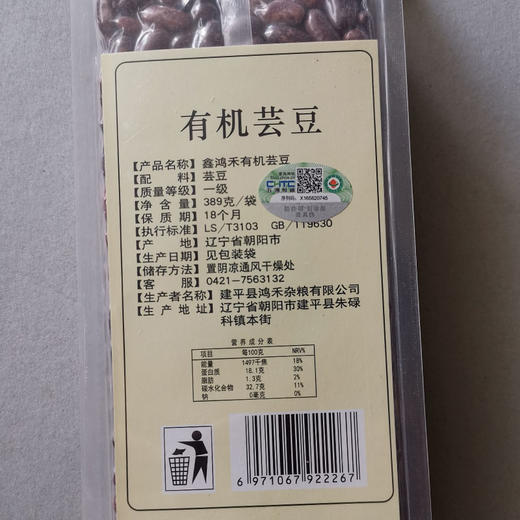 有机芸豆
【产品名称】鑫鸿禾有机芸豆
【配 料】芸豆
【质量等级】一级
【净 含 量】389克/袋
【保 质 期】18个月
【执行标准】LS/T3103 GB/T19630
【产 地】辽宁省朝阳市
【生产日期】见包装袋
【储存方法】置阴凉通风干燥处
【客 服】0421-7563132
【生产者名称】建平县鸿禾杂粮有限公司
【生 产 地 址】辽宁省朝阳市建平县朱碌
科镇本街
序列码: X165820745
营养成分表
项目 每100克 NRV%
能量 1497千焦 18%
蛋白质 18.1克 30%
脂肪 1.3克 2%
碳水化合物 32.7克 11%
钠 0毫克 0%
6 971067 922267